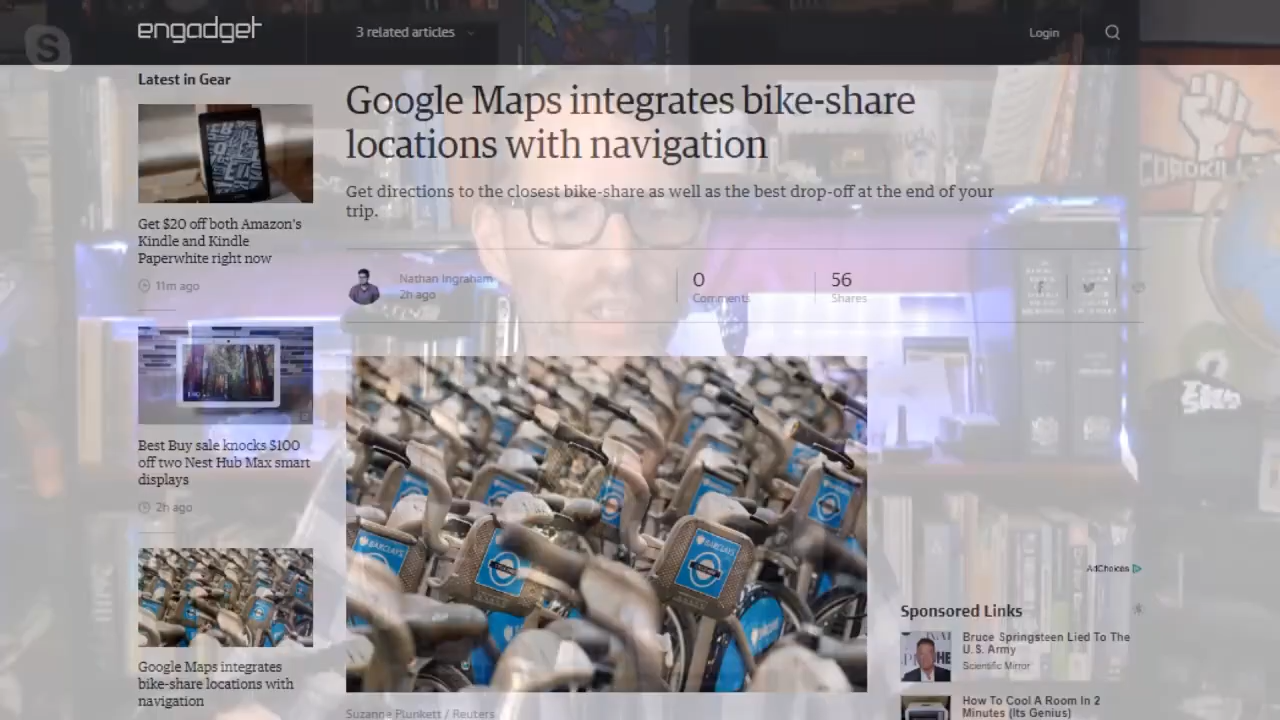 engadget
3 related articles
Login
S
Latest in Gear
Google Maps integrates bike-share
locations with navigation
Get directions to the closest bike-share as well as the best drop-off at the end of your
trip.
Get $20 off both Amazon's
Kindle and Kindle
Paperwhite right now
11m ago
Nathan Ingraham
2h ago
0
Comments
56
Shares
Best Buy sale knocks $100
off two Nest Hub Max smart
displays
2h ago
BARCLAYS
BARCLAYS
BARCLAYS
Google Maps integrates
bike-share locations with
navigation
Suzanne Plunkett / Reuters
AdChoices
Sponsored Links
Bruce Springsteen Lied To The
U.S. Army
Scientific Mirror
How To Cool A Room In 2
Minutes (Its Genius)